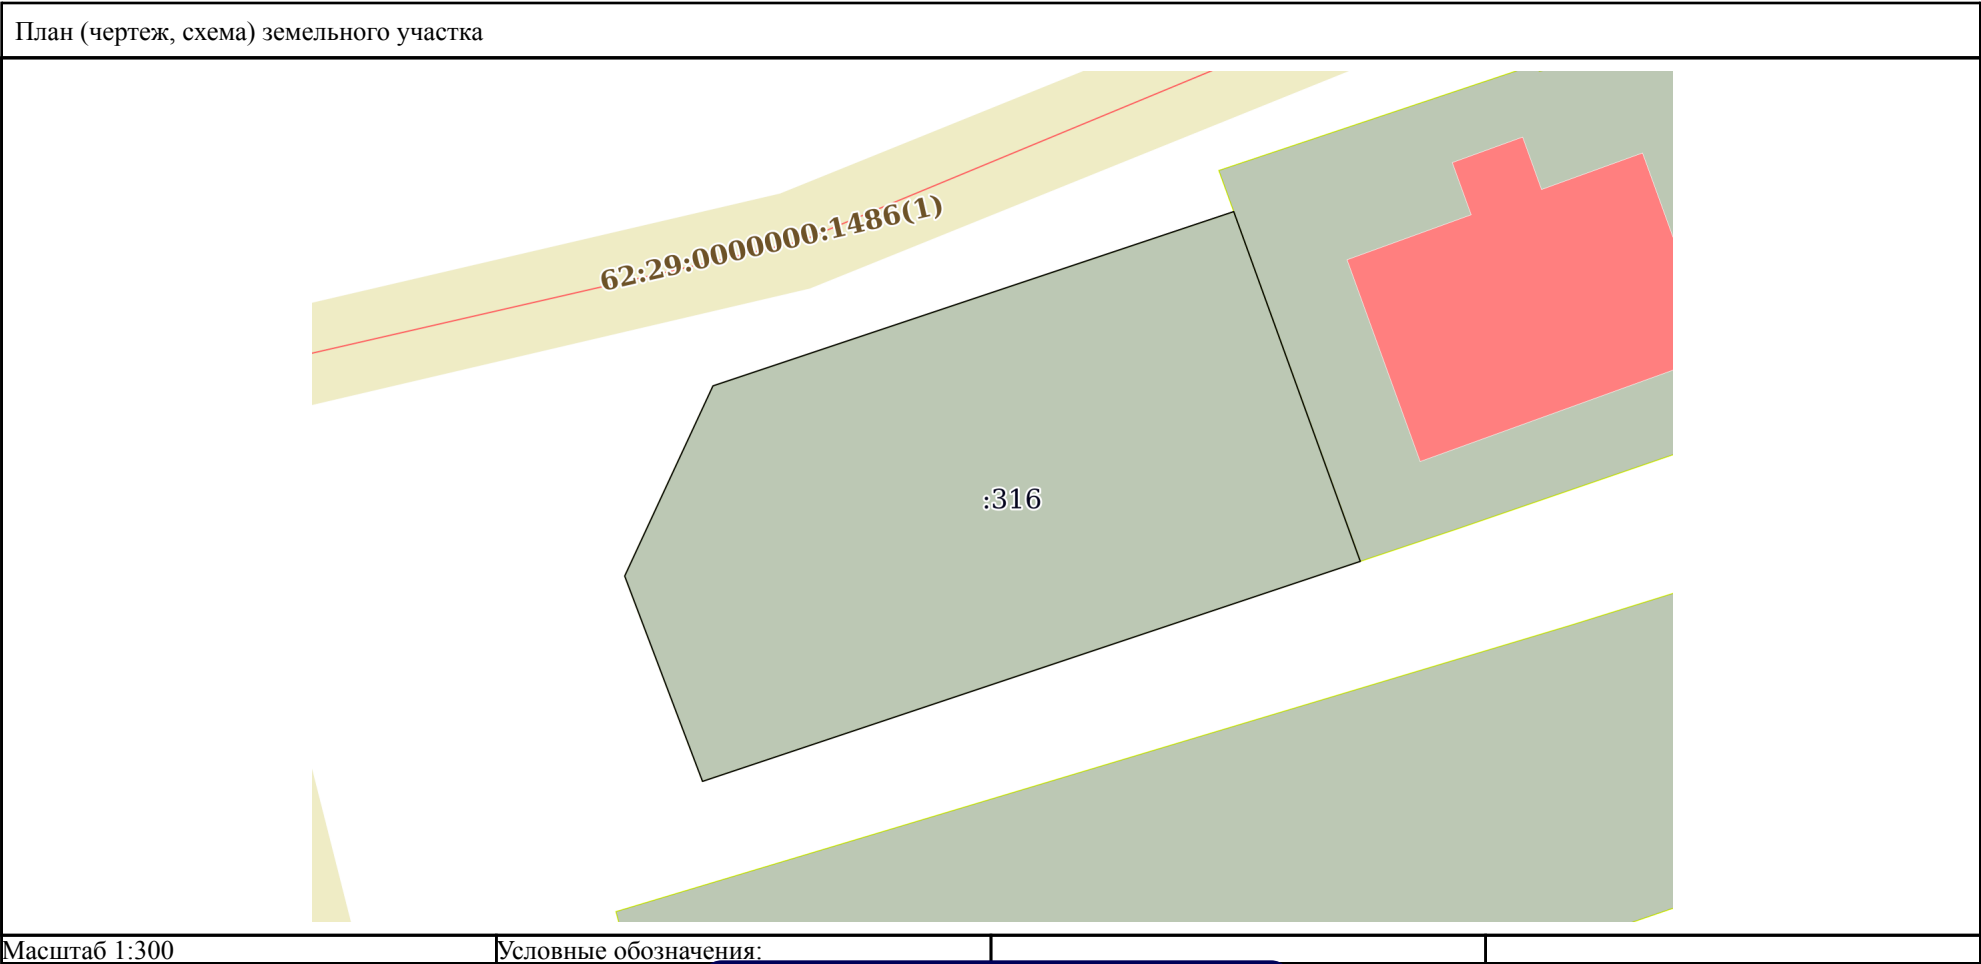 План (чертеж, схема) земельного участка
62:29:0000000:1486(1)
:316
Масштаб 1:300
Условные обозначения: